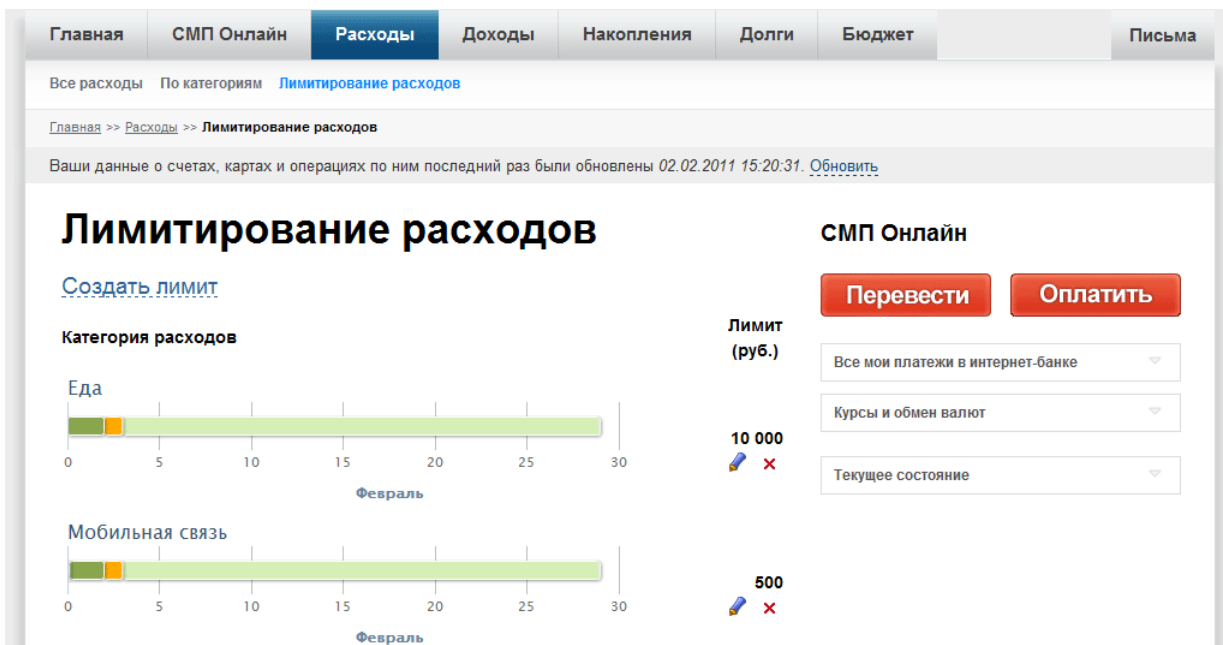 Главная СМП Онлайн Расходы Доходы Накопления Долги Бюджет Письма
Все расходы По категориям Лимитирование расходов
Главная >> Расходы >> Лимитирование расходов
Ваши данные о счетах, картах и операциях по ним последний раз были обновлены 02.02.2011 15:20:31. Обновить
Лимитирование расходов
Создать лимит
Категория расходов
Лимит
(руб.)
Еда
0 5 10 15 20 25 30
Февраль
10 000
Мобильная связь
0 5 10 15 20 25 30
Февраль
500
СМП Онлайн
Перевести Оплатить
Все мои платежи в интернет-банке
Курсы и обмен валют
Текущее состояние